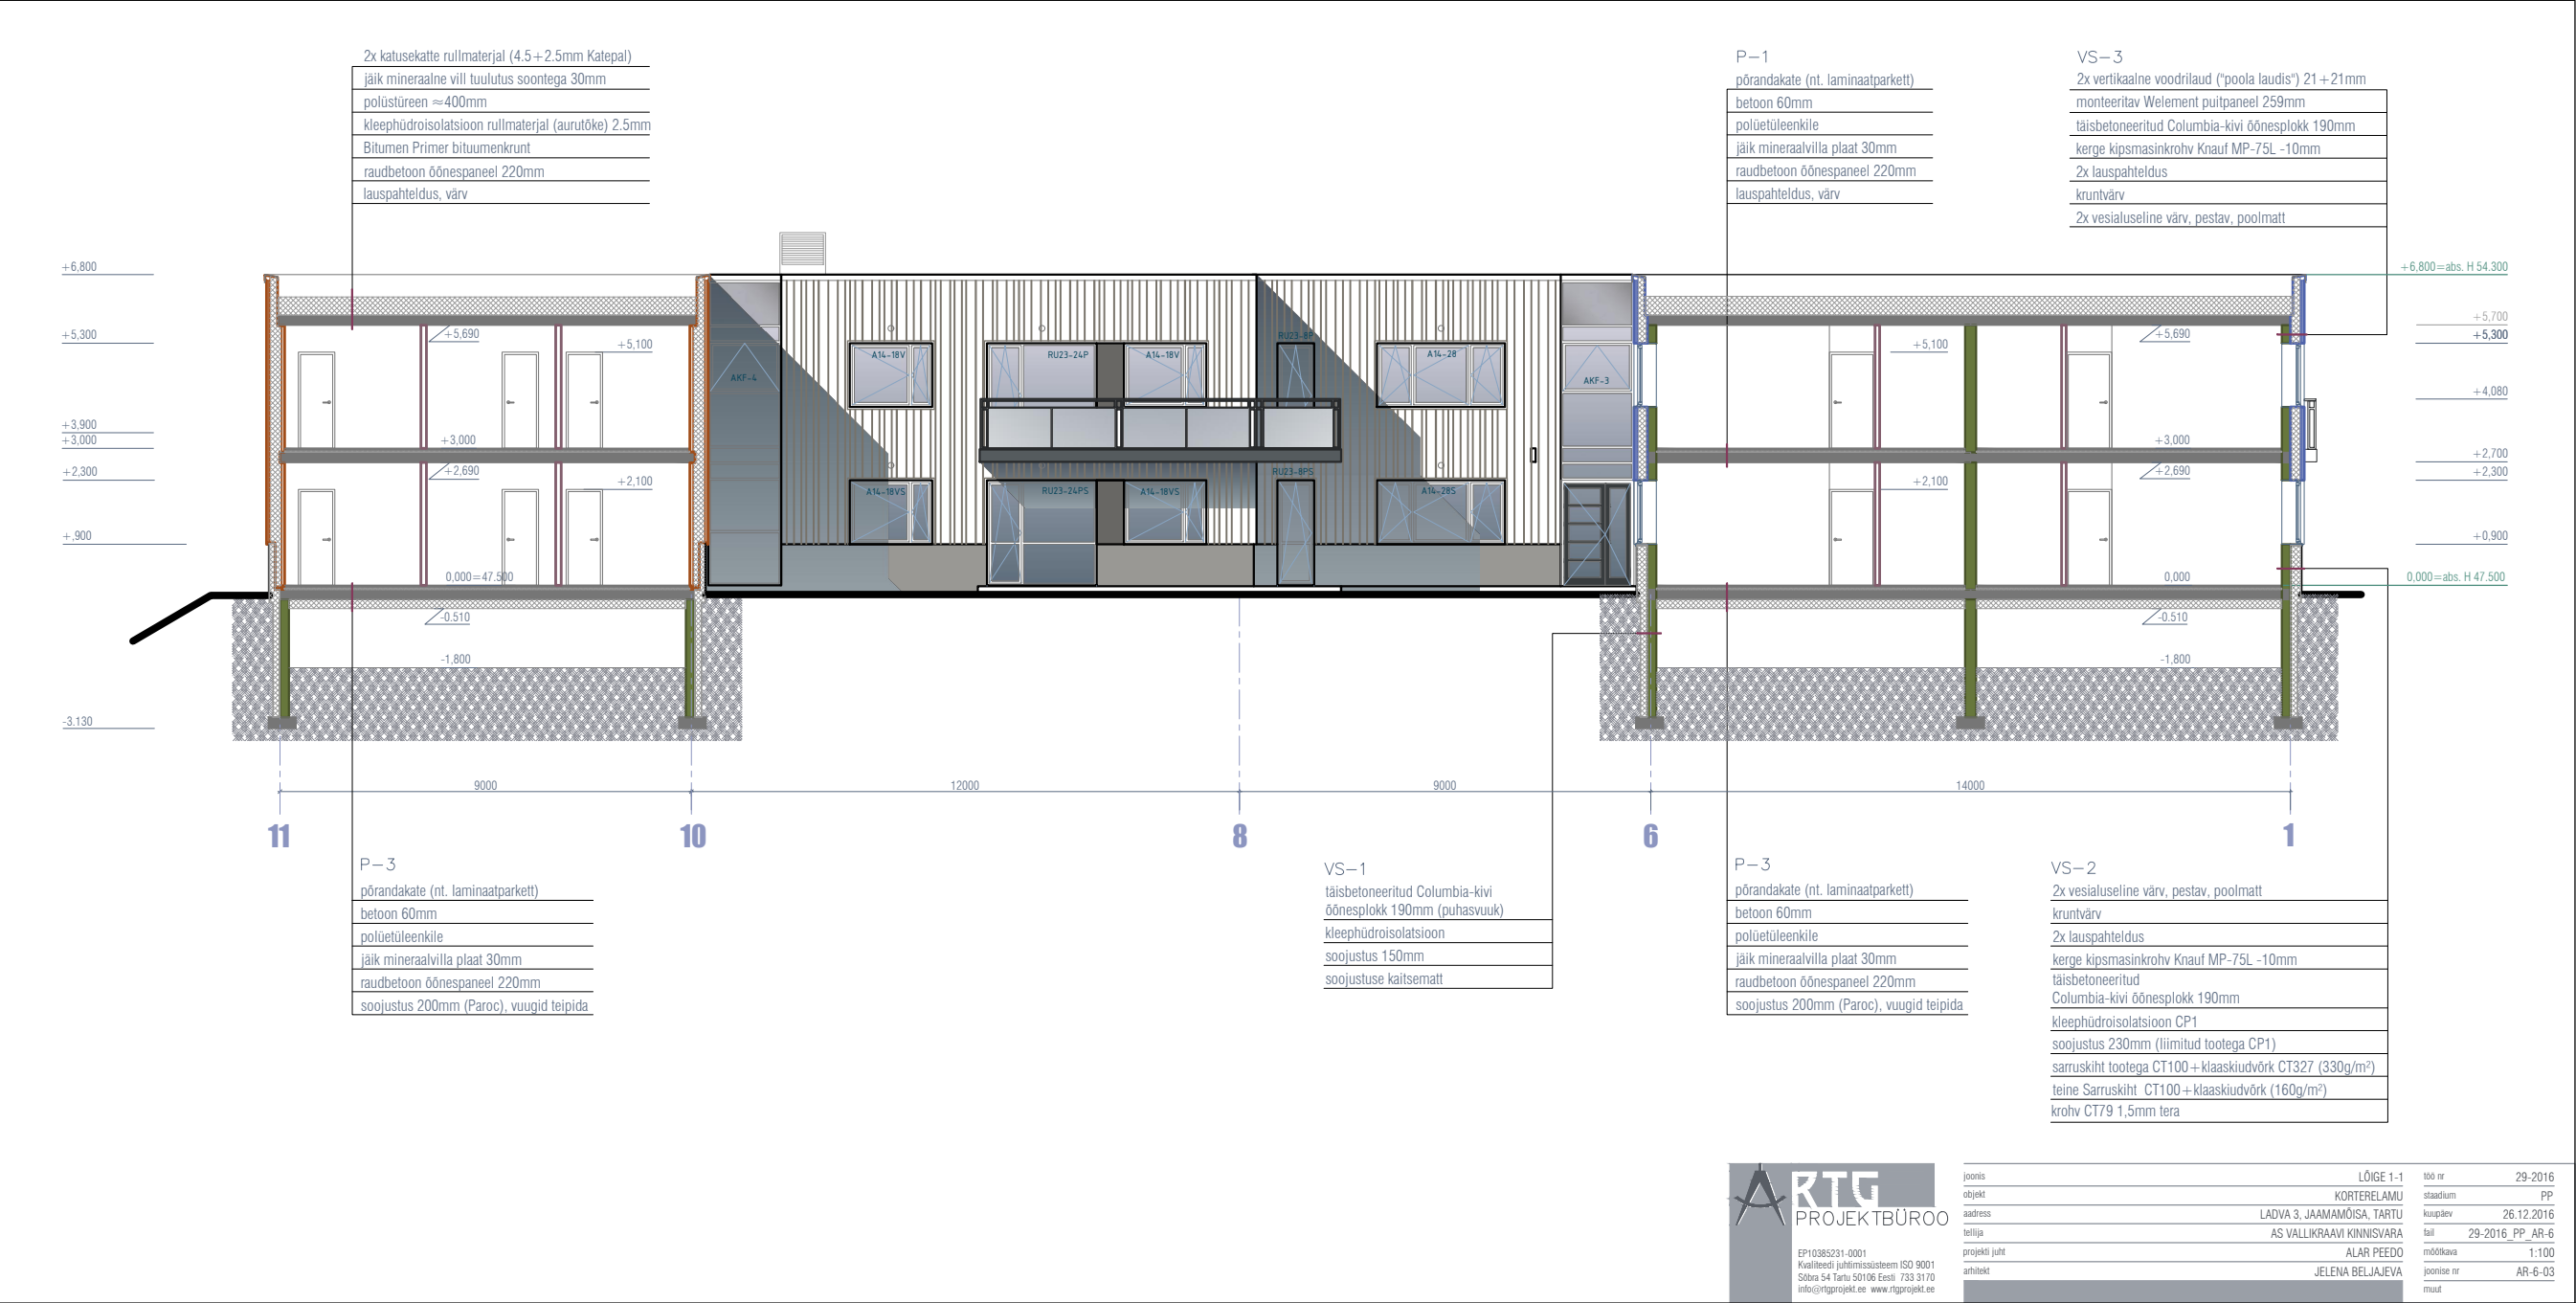 2x katusekatte rullmaterjal (4.5+2.5mm Katepal)
jäik mineraalne vill tuulutus soontega 30mm
polüstüreen ≈400mm
kleephüdroisolatsioon rullmaterjal (aurutõke) 2.5mm
Bitumen Primer bituumenkrunt
raudbetoon õõnespaneel 220mm
lauspahteldus, värv
P-1
põrandakate (nt. laminaatparkett)
betoon 60mm
polüetüleenkile
jäik mineraalvilla plaat 30mm
raudbetoon õõnespaneel 220mm
lauspahteldus, värv
VS-3
2x vertikaalne voodrilaud ("poola laudis") 21+21mm
monteeritav Welement puitpaneel 259mm
täisbetoneeritud Columbia-kivi õõnesplokk 190mm
kerge kipsmasinkrohv Knauf MP-75L -10mm
2x lauspahteldus
kruntvärv
2x vesialuseline värv, pestav, poolmatt
+6,800
+5,300
+3,900
+3,000
+2,300
+,900
-3.130
+5,690
+5,100
+3,000
+2,690
+2,100
0,000=47.500
-0.510
-1,800
AKF-4
A14-18V
RU23-24P
A14-18V
RU23-8P
A14-28
AKF-3
A14-18VS
RU23-24PS
A14-18VS
RU23-8PS
A14-28S
+5,100
+5,690
+3,000
+2,100
+2,690
0,000
-0.510
-1,800
+6,800=abs. H 54.300
+5,700
+5,300
+4,080
+2,700
+2,300
+0,900
0,000=abs. H 47.500
9000
12000
9000
14000
11
10
8
6
1
P-3
põrandakate (nt. laminaatparkett)
betoon 60mm
polüetüleenkile
jäik mineraalvilla plaat 30mm
raudbetoon õõnespaneel 220mm
soojustus 200mm (Paroc), vuugid teipida
VS-1
täisbetoneeritud Columbia-kivi
õõnesplokk 190mm (puhasvuuk)
kleephüdroisolatsioon
soojustus 150mm
soojustuse kaitsematt
P-3
põrandakate (nt. laminaatparkett)
betoon 60mm
polüetüleenkile
jäik mineraalvilla plaat 30mm
raudbetoon õõnespaneel 220mm
soojustus 200mm (Paroc), vuugid teipida
VS-2
2x vesialuseline värv, pestav, poolmatt
kruntvärv
2x lauspahteldus
kerge kipsmasinkrohv Knauf MP-75L -10mm
täisbetoneeritud
Columbia-kivi õõnesplokk 190mm
kleephüdroisolatsioon CP1
soojustus 230mm (liimitud tootega CP1)
sarruskiht tootega CT100+klaaskiudvõrk CT327 (330g/m²)
teine Sarruskiht CT100+klaaskiudvõrk (160g/m²)
krohv CT79 1,5mm tera
RTG
PROJEKTBÜROO
EP10385231-0001
Kvaliteedi juhtimissüsteem ISO 9001
Sõbra 54 Tartu 50106 Eesti 733 3170
info@rtgprojekt.ee www.rtgprojekt.ee
joonis LÕIGE 1-1
objekt KORTERELAMU
aadress LADVA 3, JAAMAMÕISA, TARTU
tellija AS VALLIKRAAVI KINNISVARA
projekti juht ALAR PEEDO
arhitekt JELENA BELJAJEVA
töö nr 29-2016
staadium PP
kuupäev 26.12.2016
fail 29-2016_PP_AR-6
mõõtkava 1:100
joonise nr AR-6-03
muut